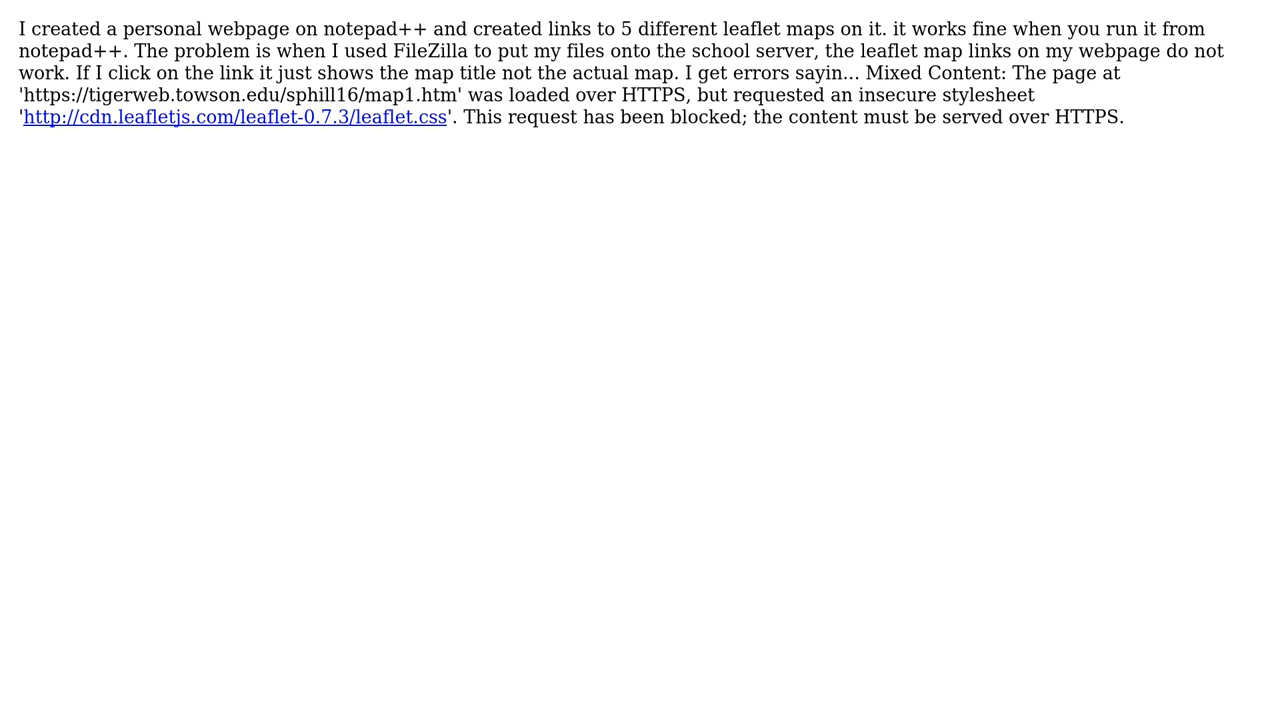 I created a personal webpage on notepad++ and created links to 5 different leaflet maps on it. it works fine when you run it from
notepad++. The problem is when I used FileZilla to put my files onto the school server, the leaflet map links on my webpage do not
work. If I click on the link it just shows the map title not the actual map. I get errors sayin... Mixed Content: The page at
'https://tigerweb.towson.edu/sphill16/map1.htm' was loaded over HTTPS, but requested an insecure stylesheet
'http://cdn.leafletjs.com/leaflet-0.7.3/leaflet.css'. This request has been blocked; the content must be served over HTTPS.